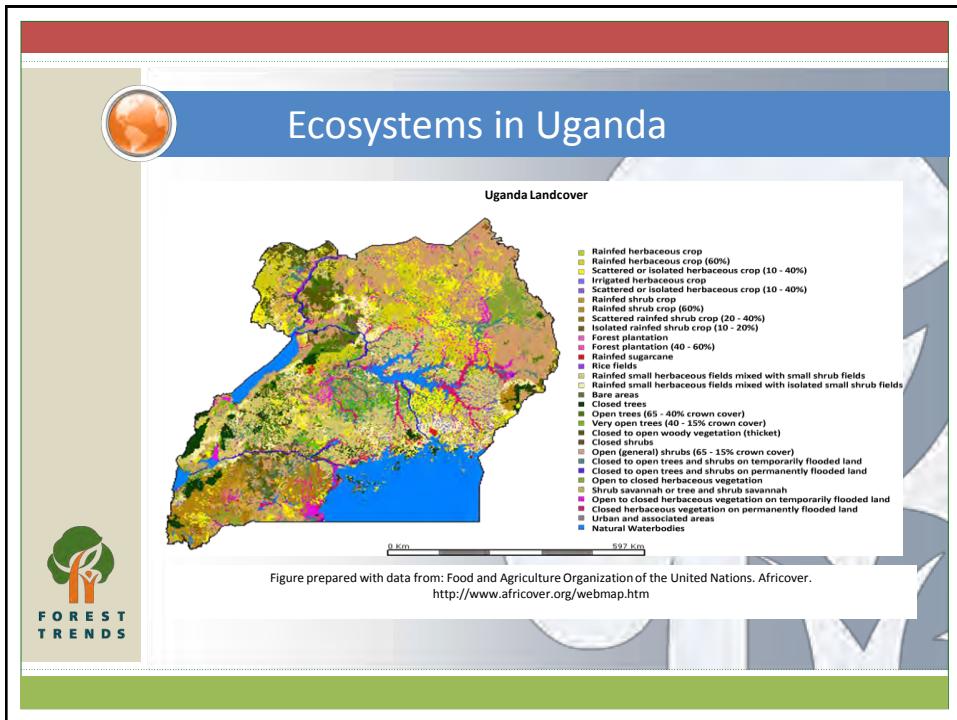 Ecosystems in Uganda
Uganda Landcover
Rainfed herbaceous crop
Rainfed herbaceous crop (60%)
Scattered or isolated herbaceous crop (10 - 40%)
Irrigated herbaceous crop
Scattered or isolated herbaceous crop (10 - 40%)
Rainfed shrub crop
Rainfed shrub crop (60%)
Scattered rainfed shrub crop (20 - 40%)
Isolated rainfed shrub crop (10 - 20%)
Forest plantation
Forest plantation (40 - 60%)
Rainfed sugarcane
Rice fields
Rainfed small herbaceous fields mixed with small shrub fields
Rainfed small herbaceous fields mixed with isolated small shrub fields
Bare areas
Closed trees
Open trees (65 - 40% crown cover)
Very open trees (40 - 15% crown cover)
Closed to open woody vegetation (thicket)
Closed shrubs
Open (general) shrubs (65 - 15% crown cover)
Closed to open trees and shrubs on temporarily flooded land
Closed to open trees and shrubs on permanently flooded land
Open to closed herbaceous vegetation
Shrub savannah or tree and shrub savannah
Open to closed herbaceous vegetation on temporarily flooded land
Closed herbaceous vegetation on permanently flooded land
Urban and associated areas
Natural Waterbodies
0 Km 597 Km
Figure prepared with data from: Food and Agriculture Organization of the United Nations. Africover.
http://www.africover.org/webmap.htm
FOREST
TRENDS